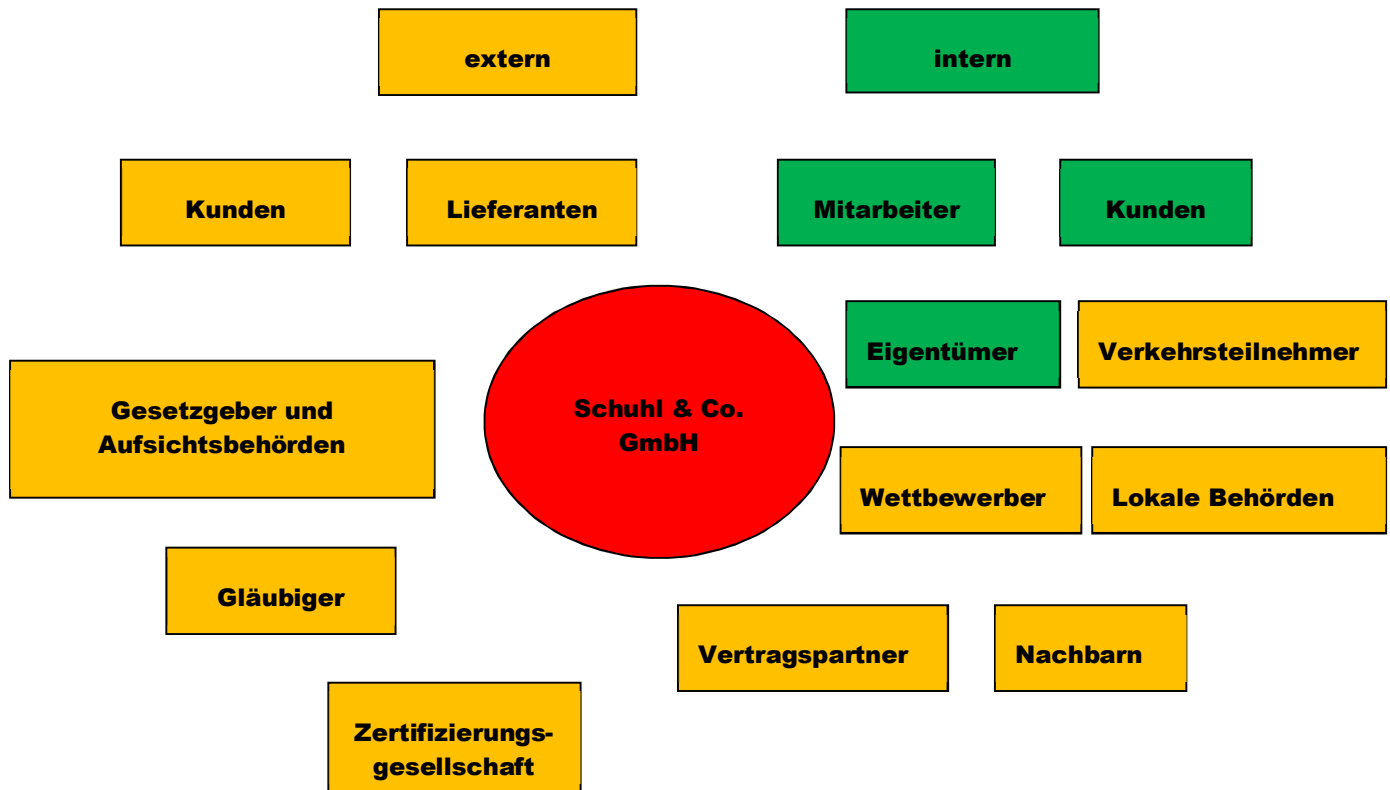 extern
intern
Kunden
Lieferanten
Mitarbeiter
Kunden
Eigentümer
Verkehrsteilnehmer
Gesetzgeber und
Aufsichtsbehörden
Schuhl & Co.
GmbH
Wettbewerber
Lokale Behörden
Gläubiger
Vertragspartner
Nachbarn
Zertifizierungs-
gesellschaft